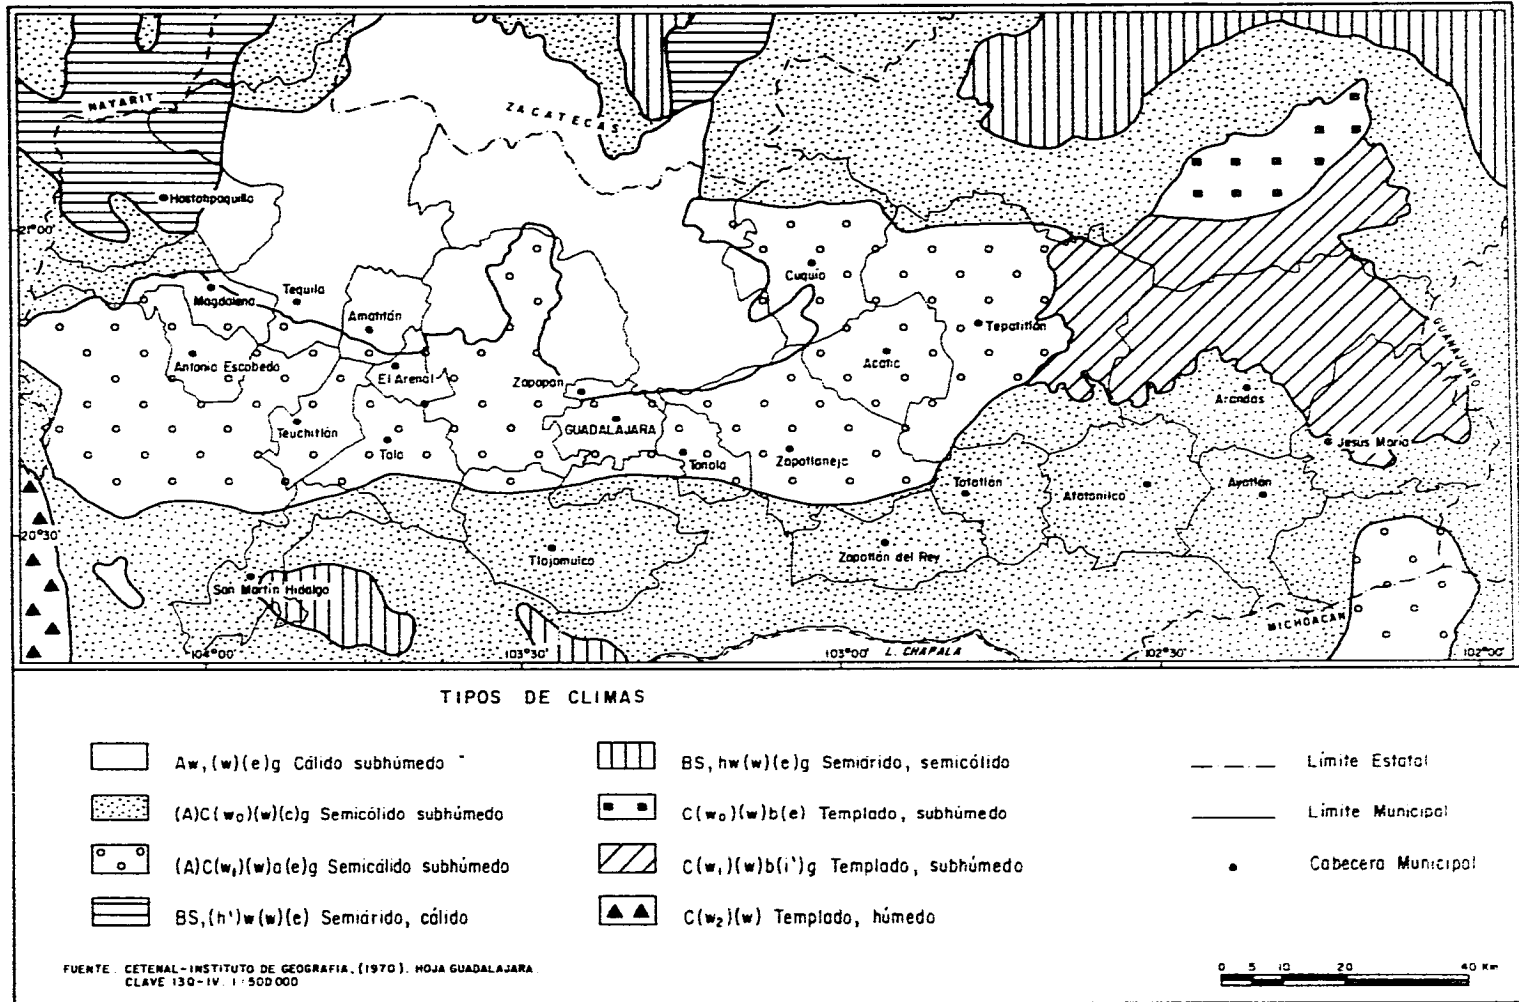 NAYARIT
ZACATECAS
Hostotipaquillo
21°00'
Magdalena
Tequila
Amatitán
Cuquío
Tepatitlán
GUANAJUATO
Antonio Escobedo
El Arenal
Zapopan
Acatic
Arandas
Teuchitlán
Tala
GUADALAJARA
Tonala
Zapotlanejo
Jesús María
Tototlán
Atotonilco
Ayotlán
20°30'
Tlajomulco
Zapotlán del Rey
San Martín Hidalgo
MICHOACAN
104°00'
103°30'
103°00'
L. CHAPALA
102°30'
102°00'
TIPOS DE CLIMAS
Aw, (w)(e)g Cálido subhúmedo
(A)C(w₀)(w)(c)g Semicólido subhúmedo
(A)C(w₁)(w)a(e)g Semicálido subhúmedo
BS, (h')w(w)(e) Semiárido, cálido
BS, hw(w)(e)g Semiárido, semicólido
C(w₀)(w)b(e) Templado, subhúmedo
C(w₁)(w)b(i')g Templado, subhúmedo
C(w₂)(w) Templado, húmedo
Límite Estatal
Límite Municipal
Cabecera Municipal
FUENTE. CETENAL-INSTITUTO DE GEOGRAFIA, (1970). HOJA GUADALAJARA.
CLAVE 13Q-IV. 1:500 000
0 5 10 20 40 Km